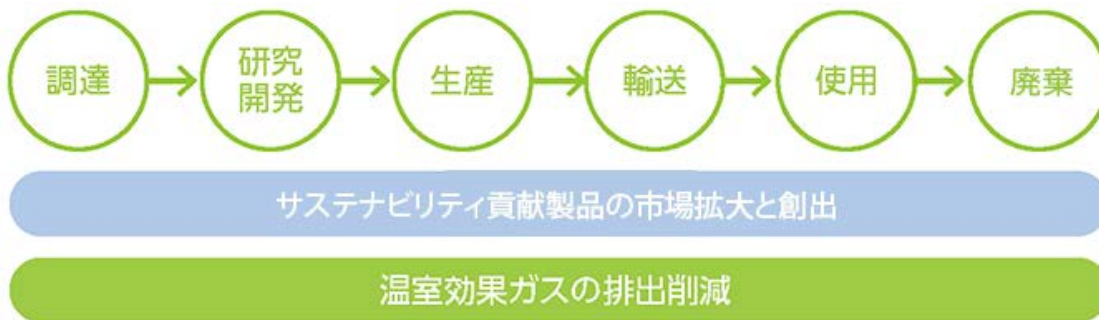 調達
研究
開発
生産
輸送
使用
廃棄
サステナビリティ貢献製品の市場拡大と創出
温室効果ガスの排出削減